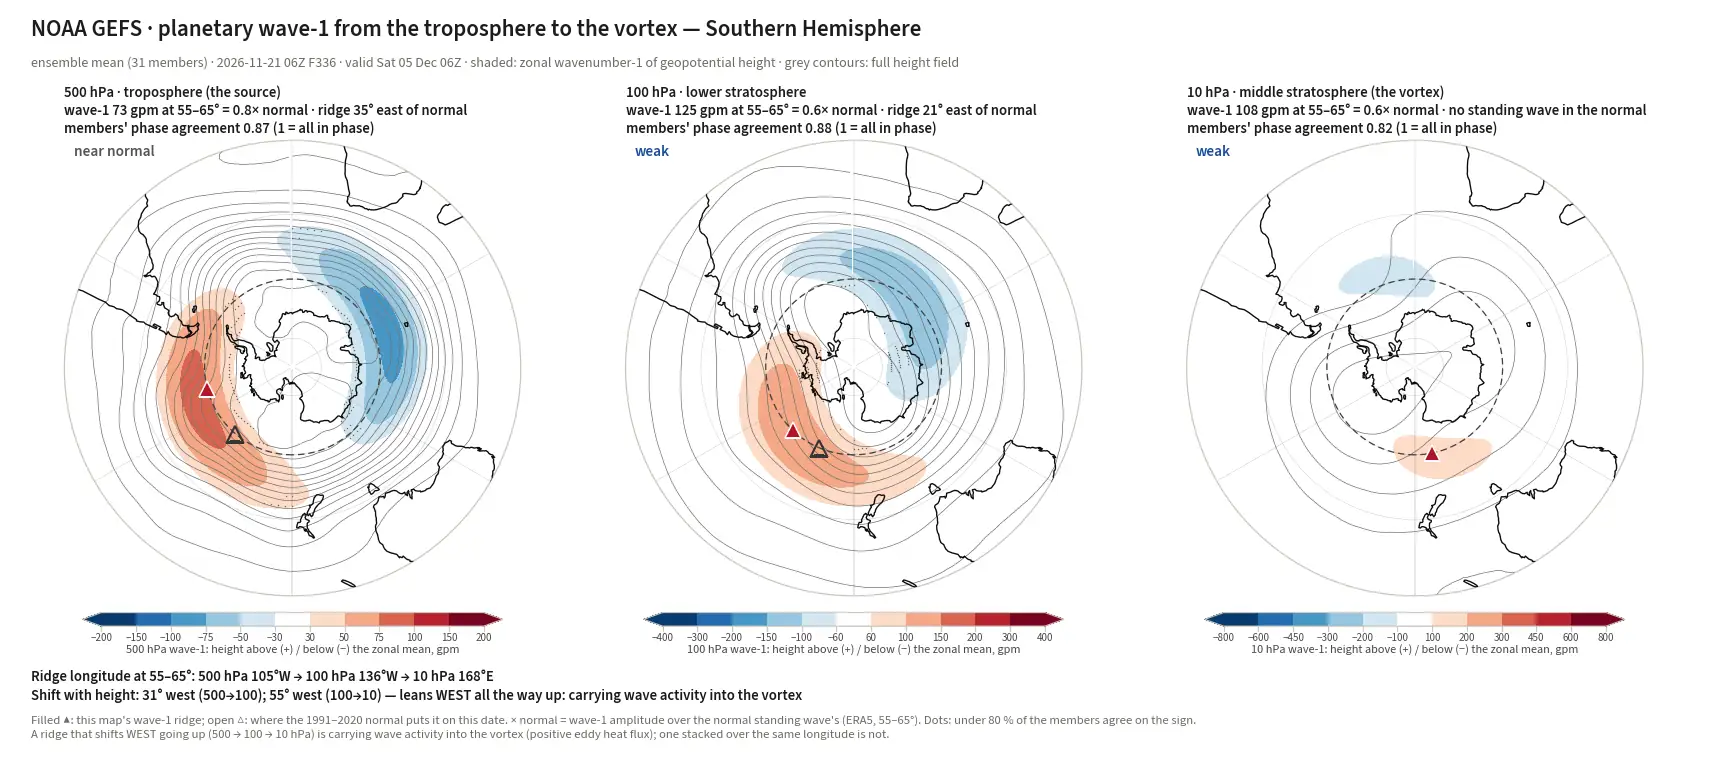 NOAA GEFS · planetary wave-1 from the troposphere to the vortex — Southern Hemisphere
ensemble mean (31 members) · 2026-11-21 06Z F336 · valid Sat 05 Dec 06Z · shaded: zonal wavenumber-1 of geopotential height · grey contours: full height field
500 hPa · troposphere (the source)
wave-1 73 gpm at 55–65° = 0.8× normal · ridge 35° east of normal
members' phase agreement 0.87 (1 = all in phase)
near normal
100 hPa · lower stratosphere
wave-1 125 gpm at 55–65° = 0.6× normal · ridge 21° east of normal
members' phase agreement 0.88 (1 = all in phase)
weak
10 hPa · middle stratosphere (the vortex)
wave-1 108 gpm at 55–65° = 0.6× normal · no standing wave in the normal
members' phase agreement 0.82 (1 = all in phase)
weak
−200 −150 −100 −75 −50 −30 30 50 75 100 150 200
500 hPa wave-1: height above (+) / below (−) the zonal mean, gpm
−400 −300 −200 −150 −100 −60 60 100 150 200 300 400
100 hPa wave-1: height above (+) / below (−) the zonal mean, gpm
−800 −600 −450 −300 −200 −100 100 200 300 450 600 800
10 hPa wave-1: height above (+) / below (−) the zonal mean, gpm
Ridge longitude at 55–65°: 500 hPa 105°W → 100 hPa 136°W → 10 hPa 168°E
Shift with height: 31° west (500→100); 55° west (100→10) — leans WEST all the way up: carrying wave activity into the vortex
Filled ▲: this map's wave-1 ridge; open △: where the 1991–2020 normal puts it on this date. × normal = wave-1 amplitude over the normal standing wave's (ERA5, 55–65°). Dots: under 80 % of the members agree on the sign.
A ridge that shifts WEST going up (500 → 100 → 10 hPa) is carrying wave activity into the vortex (positive eddy heat flux); one stacked over the same longitude is not.